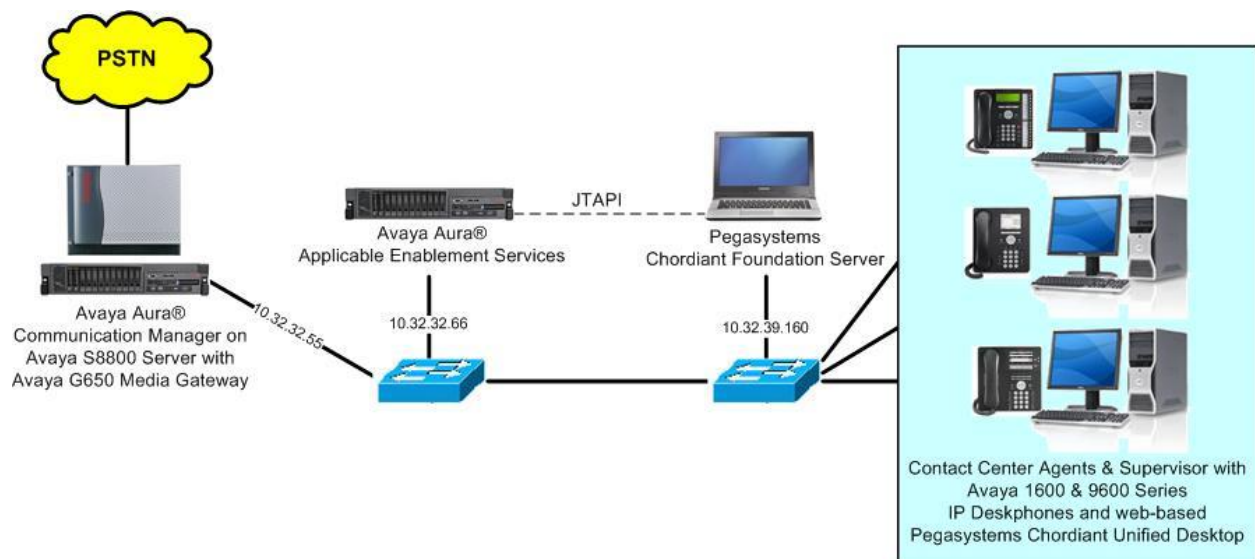 PSTN
Avaya Aura®
Communication Manager on
Avaya S8800 Server with
Avaya G650 Media Gateway
10.32.32.55
Avaya Aura®
Applicable Enablement Services
10.32.32.66
JTAPI
Pegasystems
Chordiant Foundation Server
10.32.39.160
Contact Center Agents & Supervisor with
Avaya 1600 & 9600 Series
IP Deskphones and web-based
Pegasystems Chordiant Unified Desktop